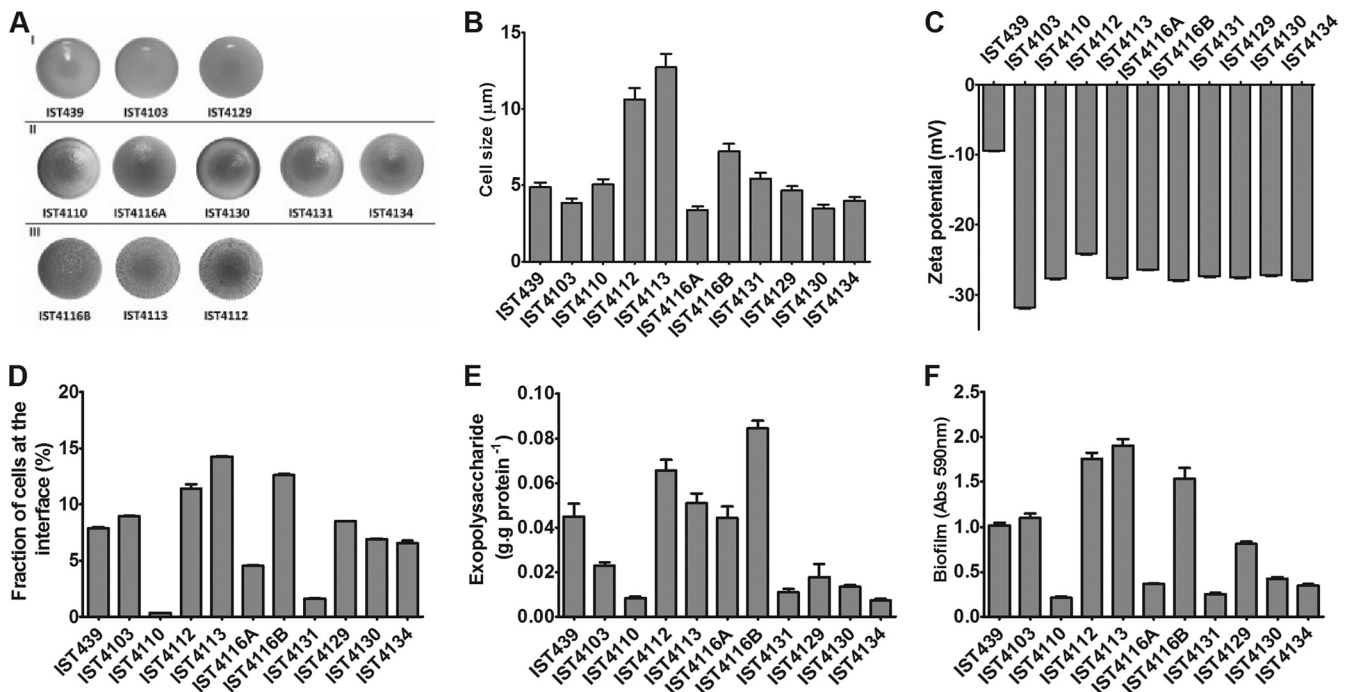 A
I
IST439 IST4103 IST4129
II
IST4110 IST4116A IST4130 IST4131 IST4134
III
IST4116B IST4113 IST4112
B
Cell size (µm)
15
10
5
0
IST439
IST4103
IST4110
IST4112
IST4113
IST4116A
IST4116B
IST4131
IST4129
IST4130
IST4134
C
IST439
IST4103
IST4110
IST4112
IST4113
IST4116A
IST4116B
IST4131
IST4129
IST4130
IST4134
Zeta potential (mV)
0
-10
-20
-30
D
Fraction of cells at the
interface (%)
20
15
10
5
0
IST439
IST4103
IST4110
IST4112
IST4113
IST4116A
IST4116B
IST4131
IST4129
IST4130
IST4134
E
Exopolysaccharide
(g.g protein⁻¹)
0.10
0.08
0.06
0.04
0.02
0.00
IST439
IST4103
IST4110
IST4112
IST4113
IST4116A
IST4116B
IST4131
IST4129
IST4130
IST4134
F
Biofilm (Abs 590nm)
2.5
2.0
1.5
1.0
0.5
0.0
IST439
IST4103
IST4110
IST4112
IST4113
IST4116A
IST4116B
IST4131
IST4129
IST4130
IST4134